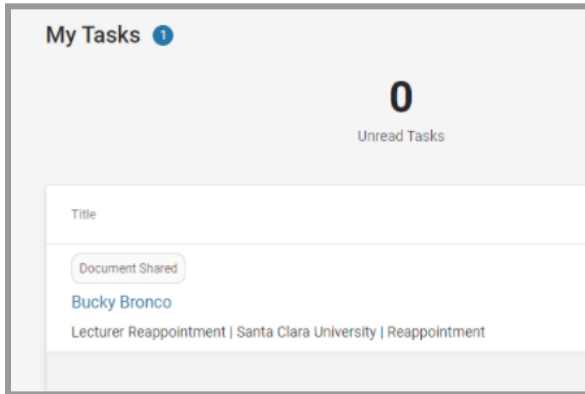 My Tasks 1
0
Unread Tasks
Title
Document Shared
Bucky Bronco
Lecturer Reappointment | Santa Clara University | Reappointment